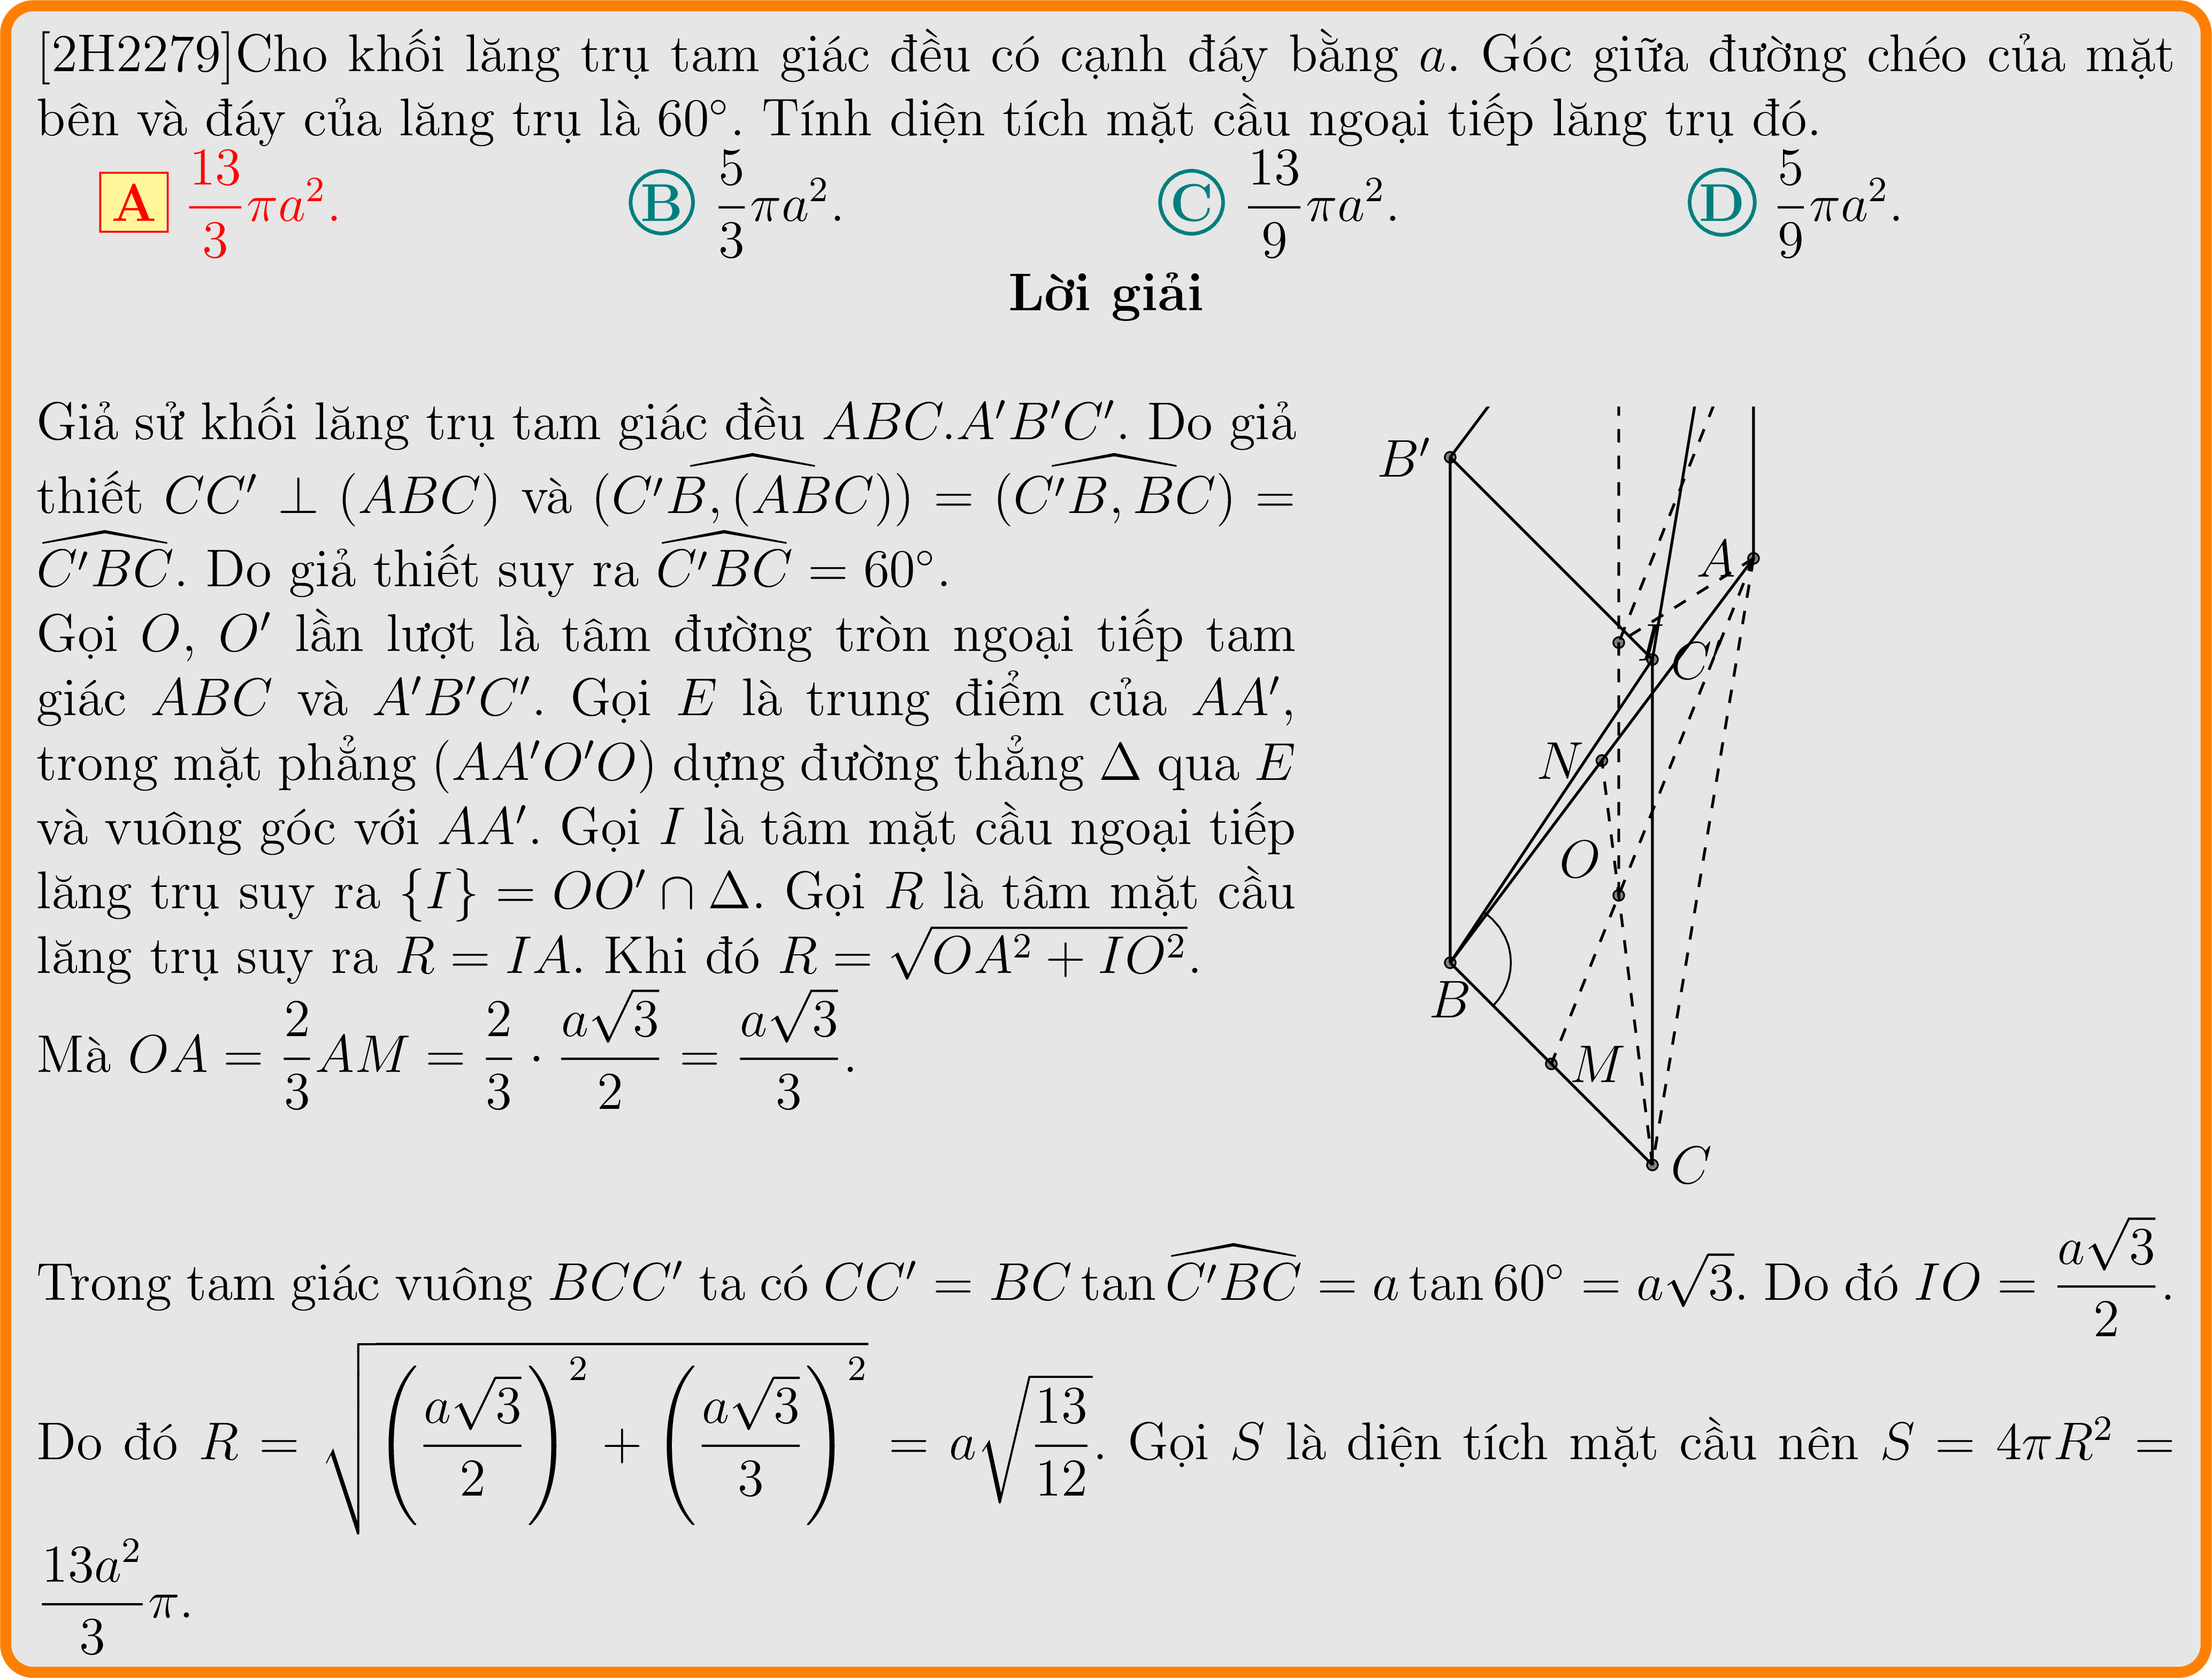 [2H2279]Cho khối lăng trụ tam giác đều có cạnh đáy bằng a. Góc giữa đường chéo của mặt
bên và đáy của lăng trụ là 60°. Tính diện tích mặt cầu ngoại tiếp lăng trụ đó.
A $\frac{13}{3}\pi a^2$. B $\frac{5}{3}\pi a^2$. C $\frac{13}{9}\pi a^2$. D $\frac{5}{9}\pi a^2$.
Lời giải
Giả sử khối lăng trụ tam giác đều ABC.A′B′C′. Do giả
thiết CC′ ⊥ (ABC) và $(\widehat{C'B, (ABC)}) = (\widehat{C'B, BC}) =$
$\widehat{C'BC}$. Do giả thiết suy ra $\widehat{C'BC} = 60°$.
Gọi O, O′ lần lượt là tâm đường tròn ngoại tiếp tam
giác ABC và A′B′C′. Gọi E là trung điểm của AA′,
trong mặt phẳng (AA′O′O) dựng đường thẳng Δ qua E
và vuông góc với AA′. Gọi I là tâm mặt cầu ngoại tiếp
lăng trụ suy ra {I} = OO′ ∩ Δ. Gọi R là tâm mặt cầu
lăng trụ suy ra R = IA. Khi đó $R = \sqrt{OA^2 + IO^2}$.
Mà $OA = \frac{2}{3}AM = \frac{2}{3} \cdot \frac{a\sqrt{3}}{2} = \frac{a\sqrt{3}}{3}$.
B′
A
I
C′
N
O
B
M
C
Trong tam giác vuông BCC′ ta có $CC' = BC \tan \widehat{C'BC} = a \tan 60° = a\sqrt{3}$. Do đó $IO = \frac{a\sqrt{3}}{2}$.
Do đó $R = \sqrt{\left(\frac{a\sqrt{3}}{2}\right)^2 + \left(\frac{a\sqrt{3}}{3}\right)^2} = a\sqrt{\frac{13}{12}}$. Gọi S là diện tích mặt cầu nên $S = 4\pi R^2 =$
$\frac{13a^2}{3}\pi$.